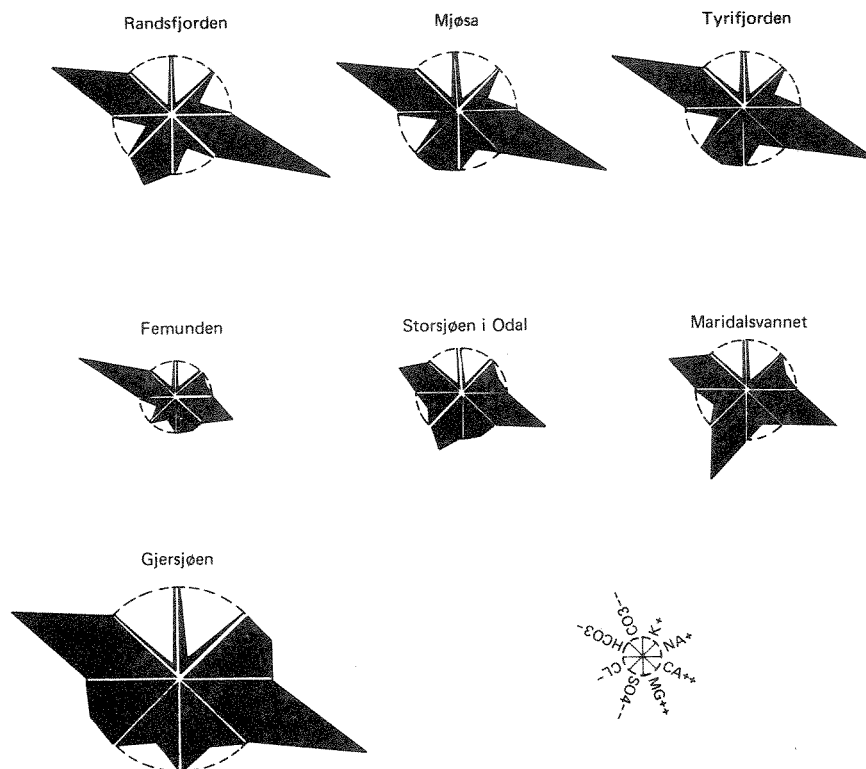 Randsfjorden
Mjøsa
Tyrifjorden
Femunden
Storsjøen i Odal
Maridalsvannet
Gjersjøen
CO3--
K+
HCO3-
NA+
CL-
CA++
SO4--
MG++